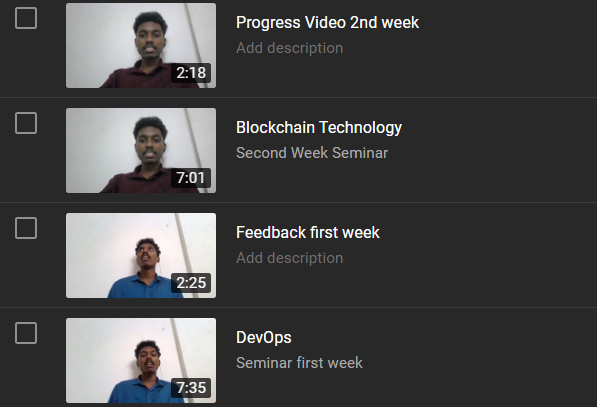 Progress Video 2nd week
Add description
2:18
Blockchain Technology
Second Week Seminar
7:01
Feedback first week
Add description
2:25
DevOps
Seminar first week
7:35